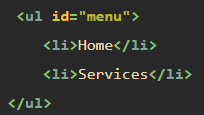 <ul id="menu">
<li>Home</li>
<li>Services</li>
</ul>